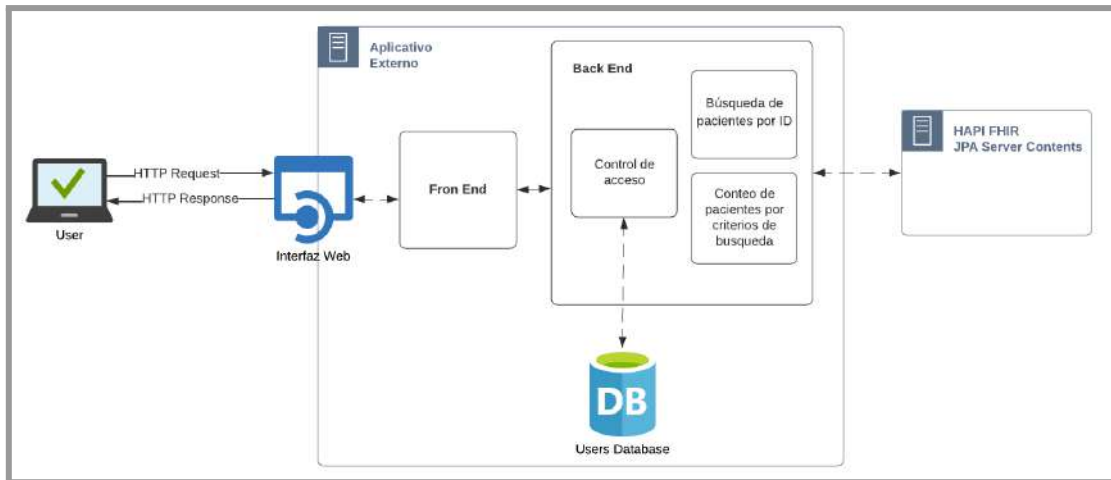 Aplicativo
Externo
Back End
Búsqueda de
pacientes por ID
HAPI FHIR
JPA Server Contents
Control de
acceso
HTTP Request
Fron End
HTTP Response
Conteo de
pacientes por
criterios de
busqueda
User
Interfaz Web
DB
Users Database